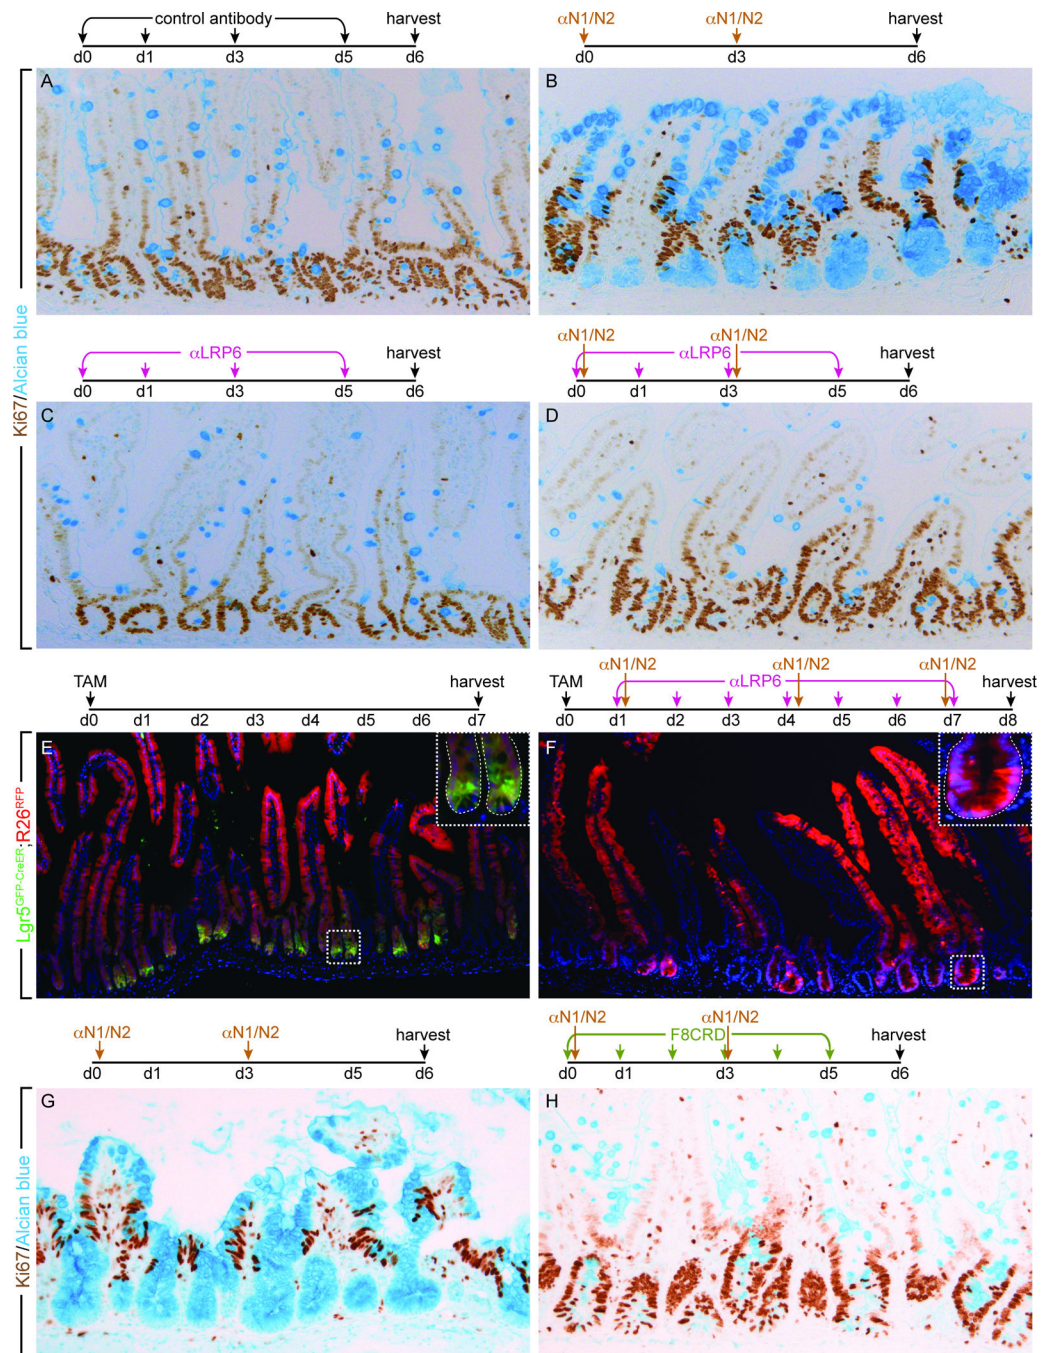 control antibody harvest
d0 d1 d3 d5 d6
αN1/N2 αN1/N2 harvest
d0 d3 d6
A
B
Ki67/Alcian blue
αLRP6 harvest
d0 d1 d3 d5 d6
αN1/N2 αN1/N2
αLRP6 harvest
d0 d1 d3 d5 d6
C
D
TAM harvest
d0 d1 d2 d3 d4 d5 d6 d7
αN1/N2 αN1/N2 αN1/N2
TAM αLRP6 harvest
d0 d1 d2 d3 d4 d5 d6 d7 d8
E
F
Lgr5GFP-CreER;R26RFP
αN1/N2 αN1/N2 harvest
d0 d1 d3 d5 d6
αN1/N2 αN1/N2
F8CRD harvest
d0 d1 d3 d5 d6
G
H
Ki67/Alcian blue